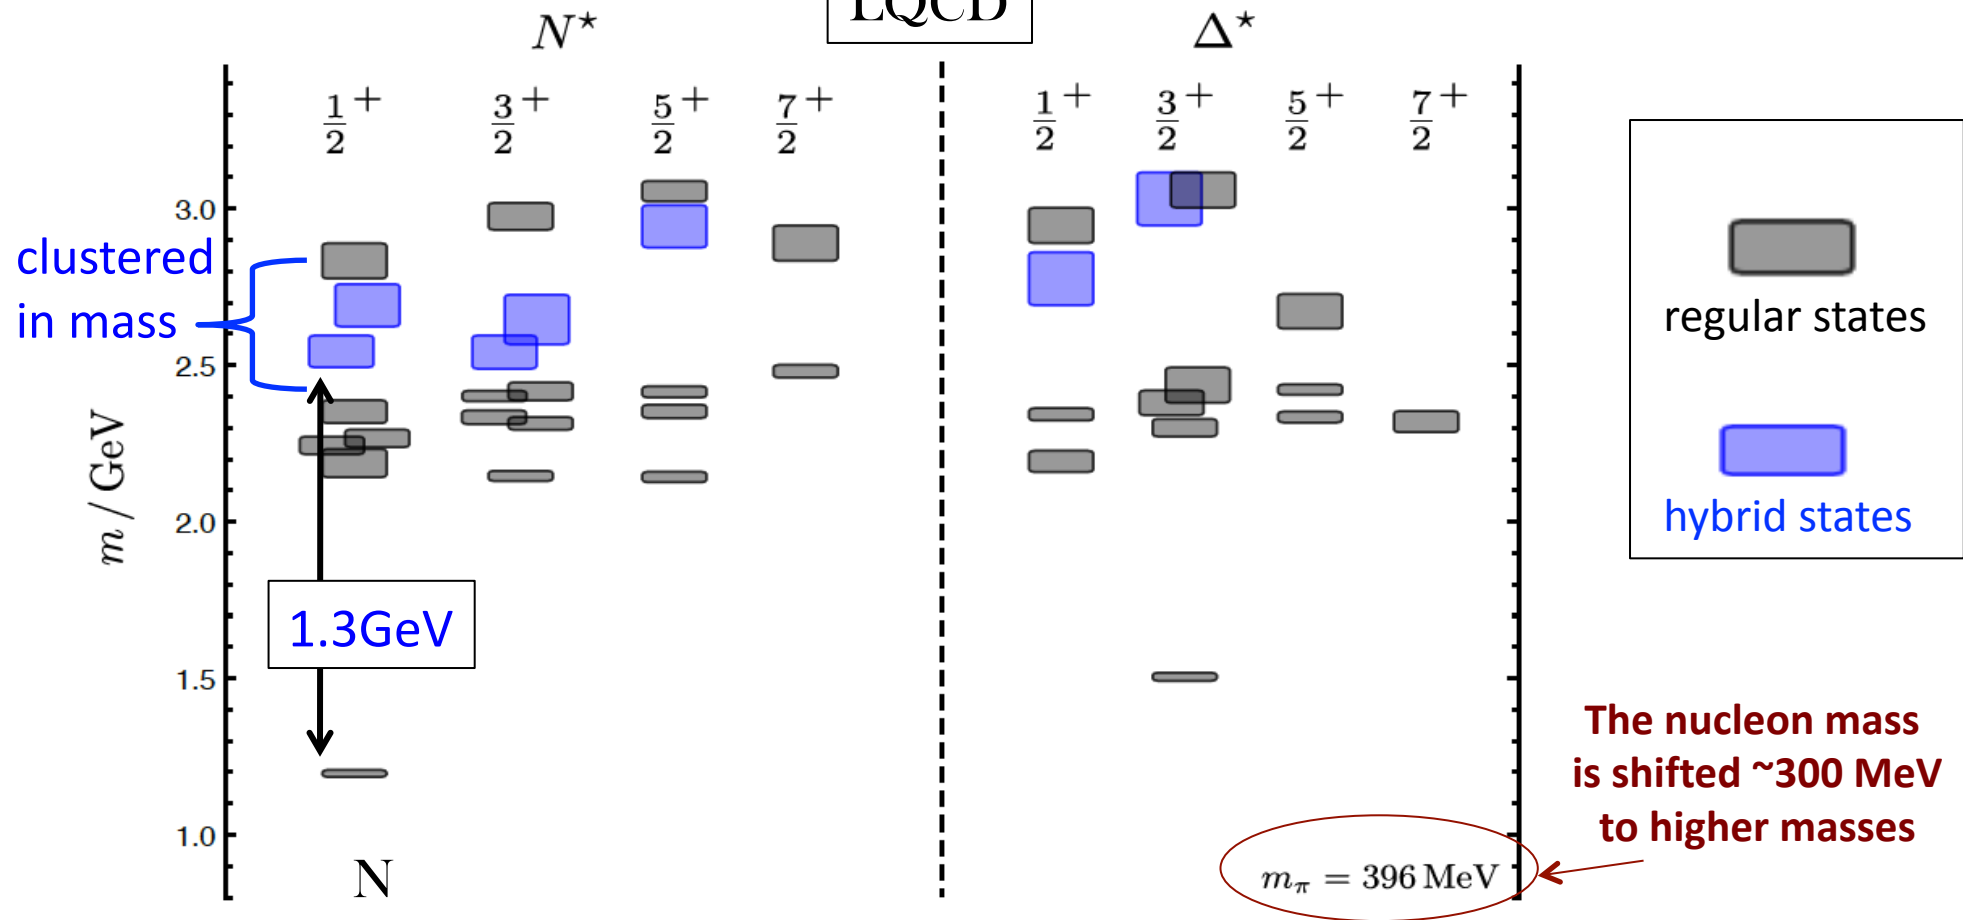 LQCD
N⋆
Δ⋆
1/2+ 3/2+ 5/2+ 7/2+
1/2+ 3/2+ 5/2+ 7/2+
3.0
2.5
2.0
1.5
1.0
m / GeV
clustered
in mass
1.3GeV
N
regular states
hybrid states
The nucleon mass
is shifted ~300 MeV
to higher masses
mπ = 396 MeV